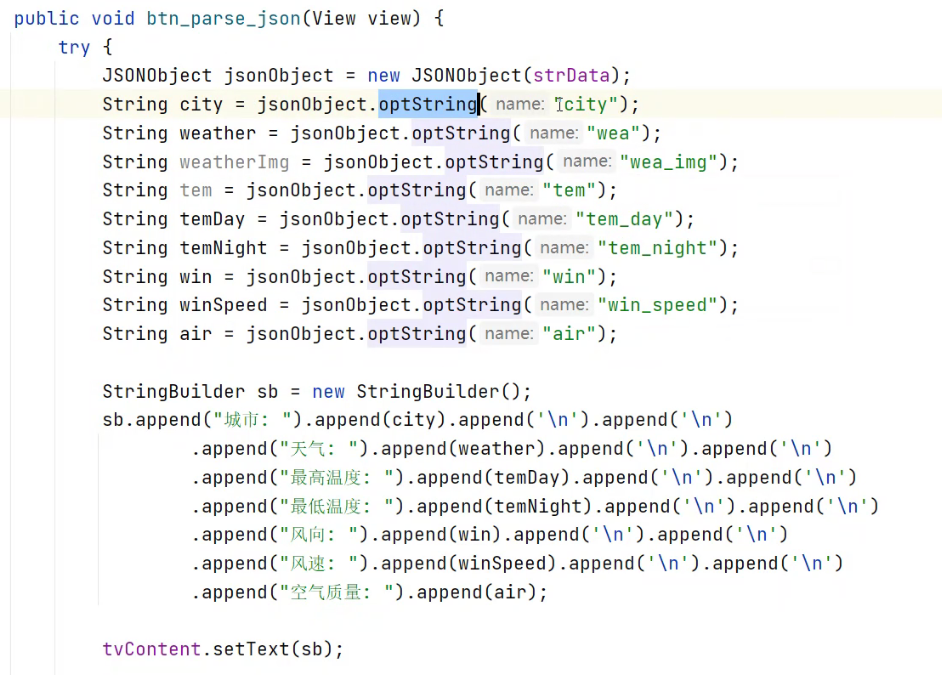 public void btn_parse_json(View view) {
try {
JSONObject jsonObject = new JSONObject(strData);
String city = jsonObject.optString( name: "city");
String weather = jsonObject.optString( name: "wea");
String weatherImg = jsonObject.optString( name: "wea_img");
String tem = jsonObject.optString( name: "tem");
String temDay = jsonObject.optString( name: "tem_day");
String temNight = jsonObject.optString( name: "tem_night");
String win = jsonObject.optString( name: "win");
String winSpeed = jsonObject.optString( name: "win_speed");
String air = jsonObject.optString( name: "air");
StringBuilder sb = new StringBuilder();
sb.append("城市: ").append(city).append('\n').append('\n')
.append("天气: ").append(weather).append('\n').append('\n')
.append("最高温度: ").append(temDay).append('\n').append('\n')
.append("最低温度: ").append(temNight).append('\n').append('\n')
.append("风向: ").append(win).append('\n').append('\n')
.append("风速: ").append(winSpeed).append('\n').append('\n')
.append("空气质量: ").append(air);
tvContent.setText(sb);